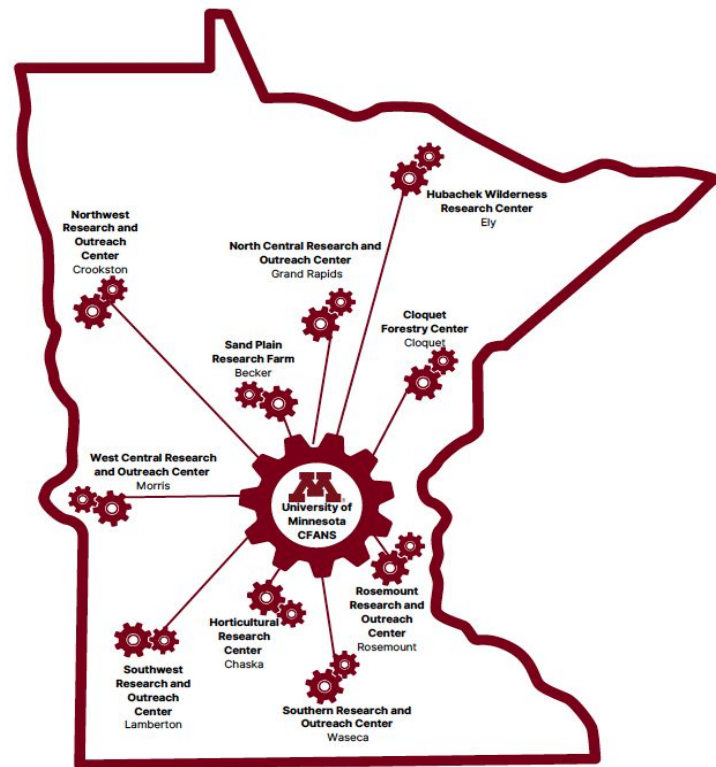 Hubachek Wilderness
Research Center
Ely
Northwest
Research and
Outreach
Center
Crookston
North Central Research and
Outreach Center
Grand Rapids
Cloquet
Forestry Center
Cloquet
Sand Plain
Research Farm
Becker
West Central Research
and Outreach Center
Morris
M
University of
Minnesota
CFANS
Rosemount
Research and
Outreach
Center
Rosemount
Horticultural
Research
Center
Chaska
Southwest
Research and
Outreach
Center
Lamberton
Southern Research and
Outreach Center
Waseca